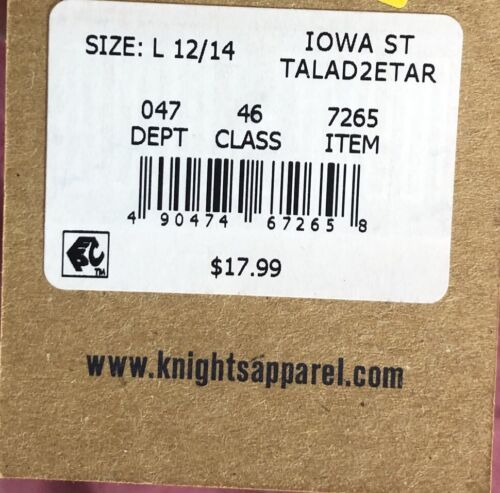 SIZE: L 12/14 IOWA ST
TALAD2ETAR
047 46 7265
DEPT CLASS ITEM
4 90474 67265 8
$17.99
TM
www.knightsapparel.com